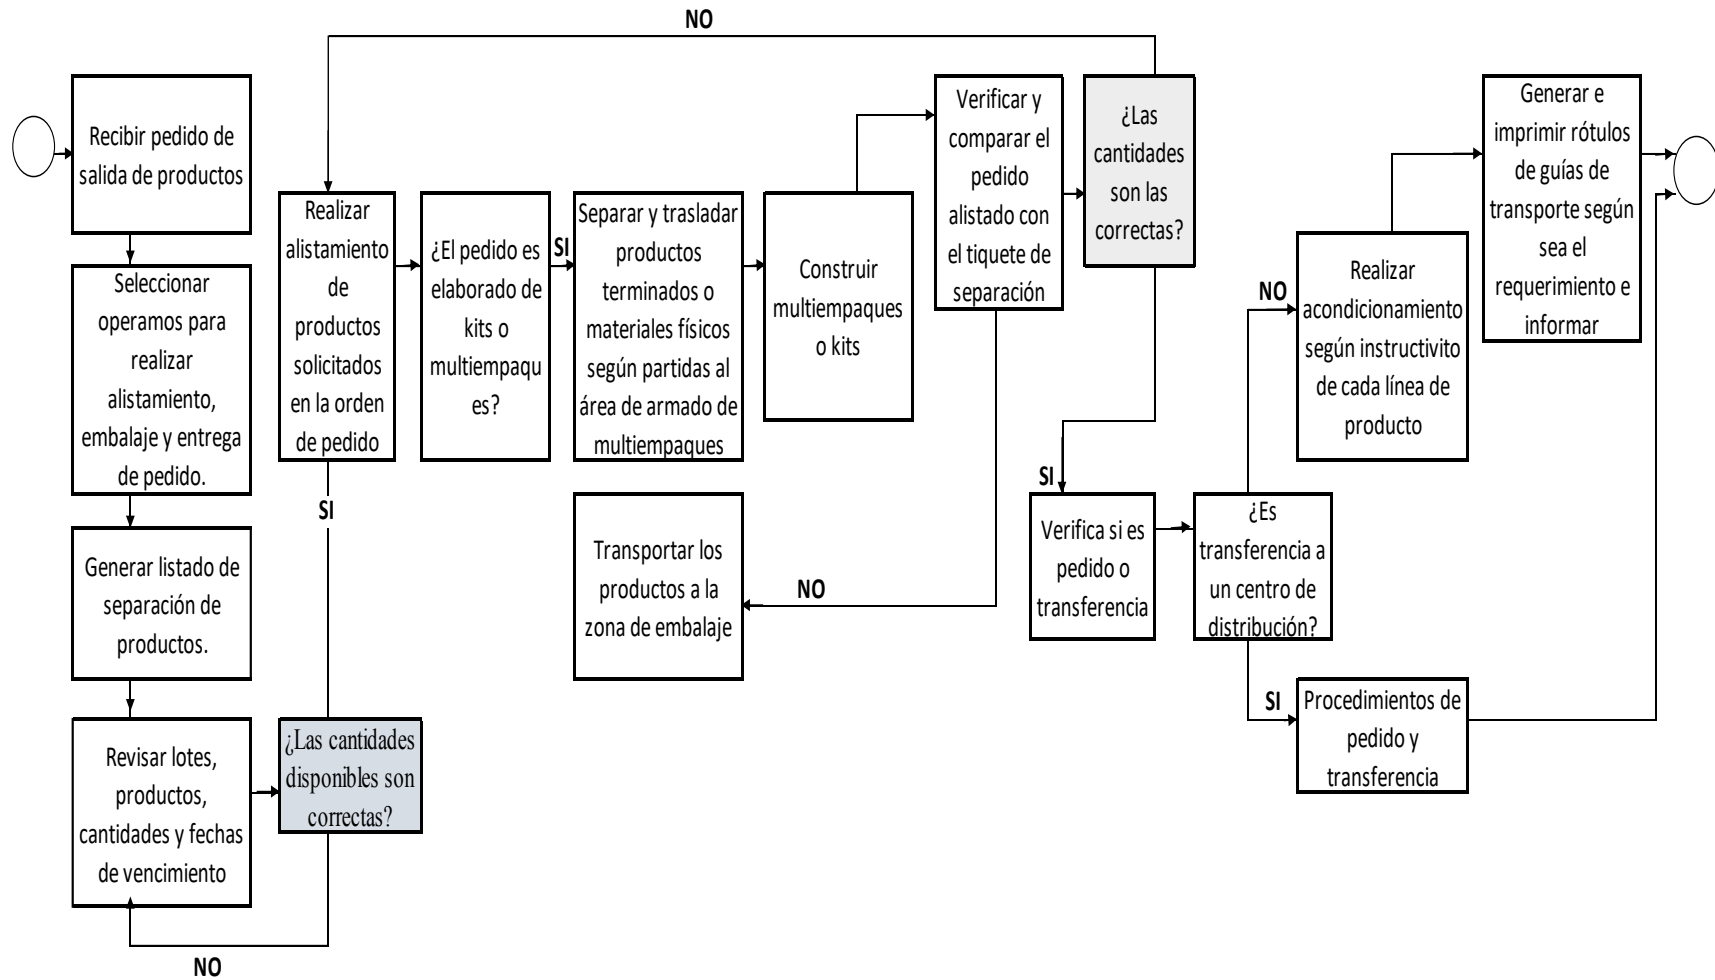 NO
Recibir pedido de
salida de productos
Seleccionar
operamos para
realizar
alistamiento,
embalaje y entrega
de pedido.
Generar listado de
separación de
productos.
Revisar lotes,
productos,
cantidades y fechas
de vencimiento
NO
¿Las cantidades
disponibles son
correctas?
SI
Realizar
alistamiento
de
productos
solicitados
en la orden
de pedido
¿El pedido es
elaborado de
kits o
multiempaqu
es?
SI
Separar y trasladar
productos
terminados o
materiales físicos
según partidas al
área de armado de
multiempaques
Construir
multiempaques
o kits
Verificar y
comparar el
pedido
alistado con
el tiquete de
separación
NO
Transportar los
productos a la
zona de embalaje
¿Las
cantidades
son las
correctas?
SI
Verifica si es
pedido o
transferencia
¿Es
transferencia a
un centro de
distribución?
NO
Realizar
acondicionamiento
según instructivito
de cada línea de
producto
Generar e
imprimir rótulos
de guías de
transporte según
sea el
requerimiento e
informar
SI
Procedimientos de
pedido y
transferencia